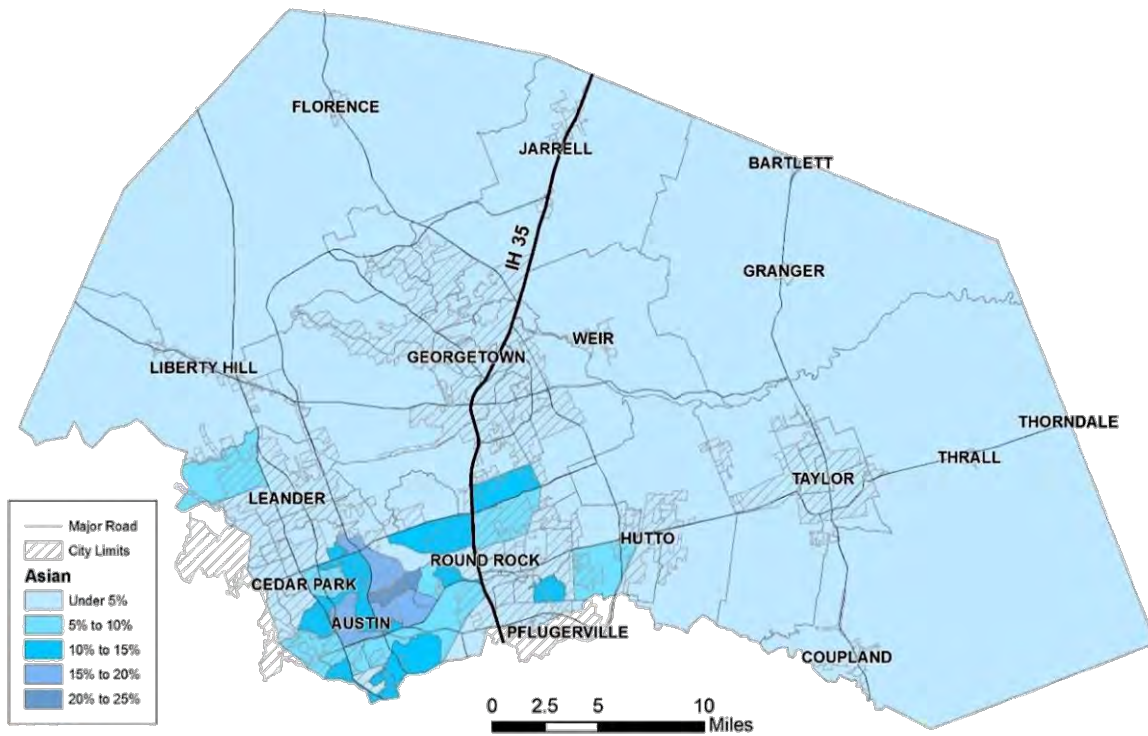 FLORENCE
JARRELL
BARTLETT
IH 35
GRANGER
WEIR
GEORGETOWN
LIBERTY HILL
THORNDALE
THRALL
TAYLOR
LEANDER
HUTTO
ROUND ROCK
CEDAR PARK
AUSTIN
PFLUGERVILLE
COUPLAND
Major Road
City Limits
Asian
Under 5%
5% to 10%
10% to 15%
15% to 20%
20% to 25%
0 2.5 5 10
Miles